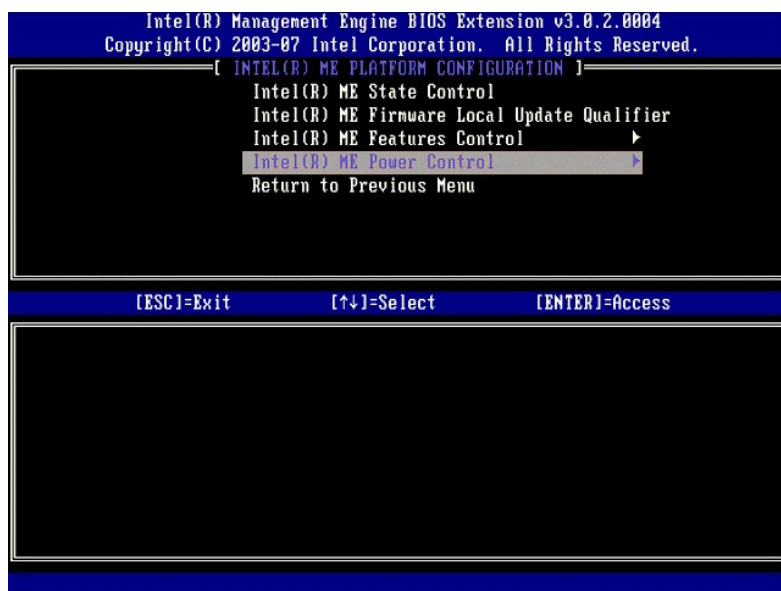 Intel(R) Management Engine BIOS Extension v3.0.2.0004
Copyright(C) 2003-07 Intel Corporation. All Rights Reserved.
[ INTEL(R) ME PLATFORM CONFIGURATION ]
Intel(R) ME State Control
Intel(R) ME Firmware Local Update Qualifier
Intel(R) ME Features Control ►
Intel(R) ME Power Control ►
Return to Previous Menu
[ESC]=Exit [↑↓]=Select [ENTER]=Access